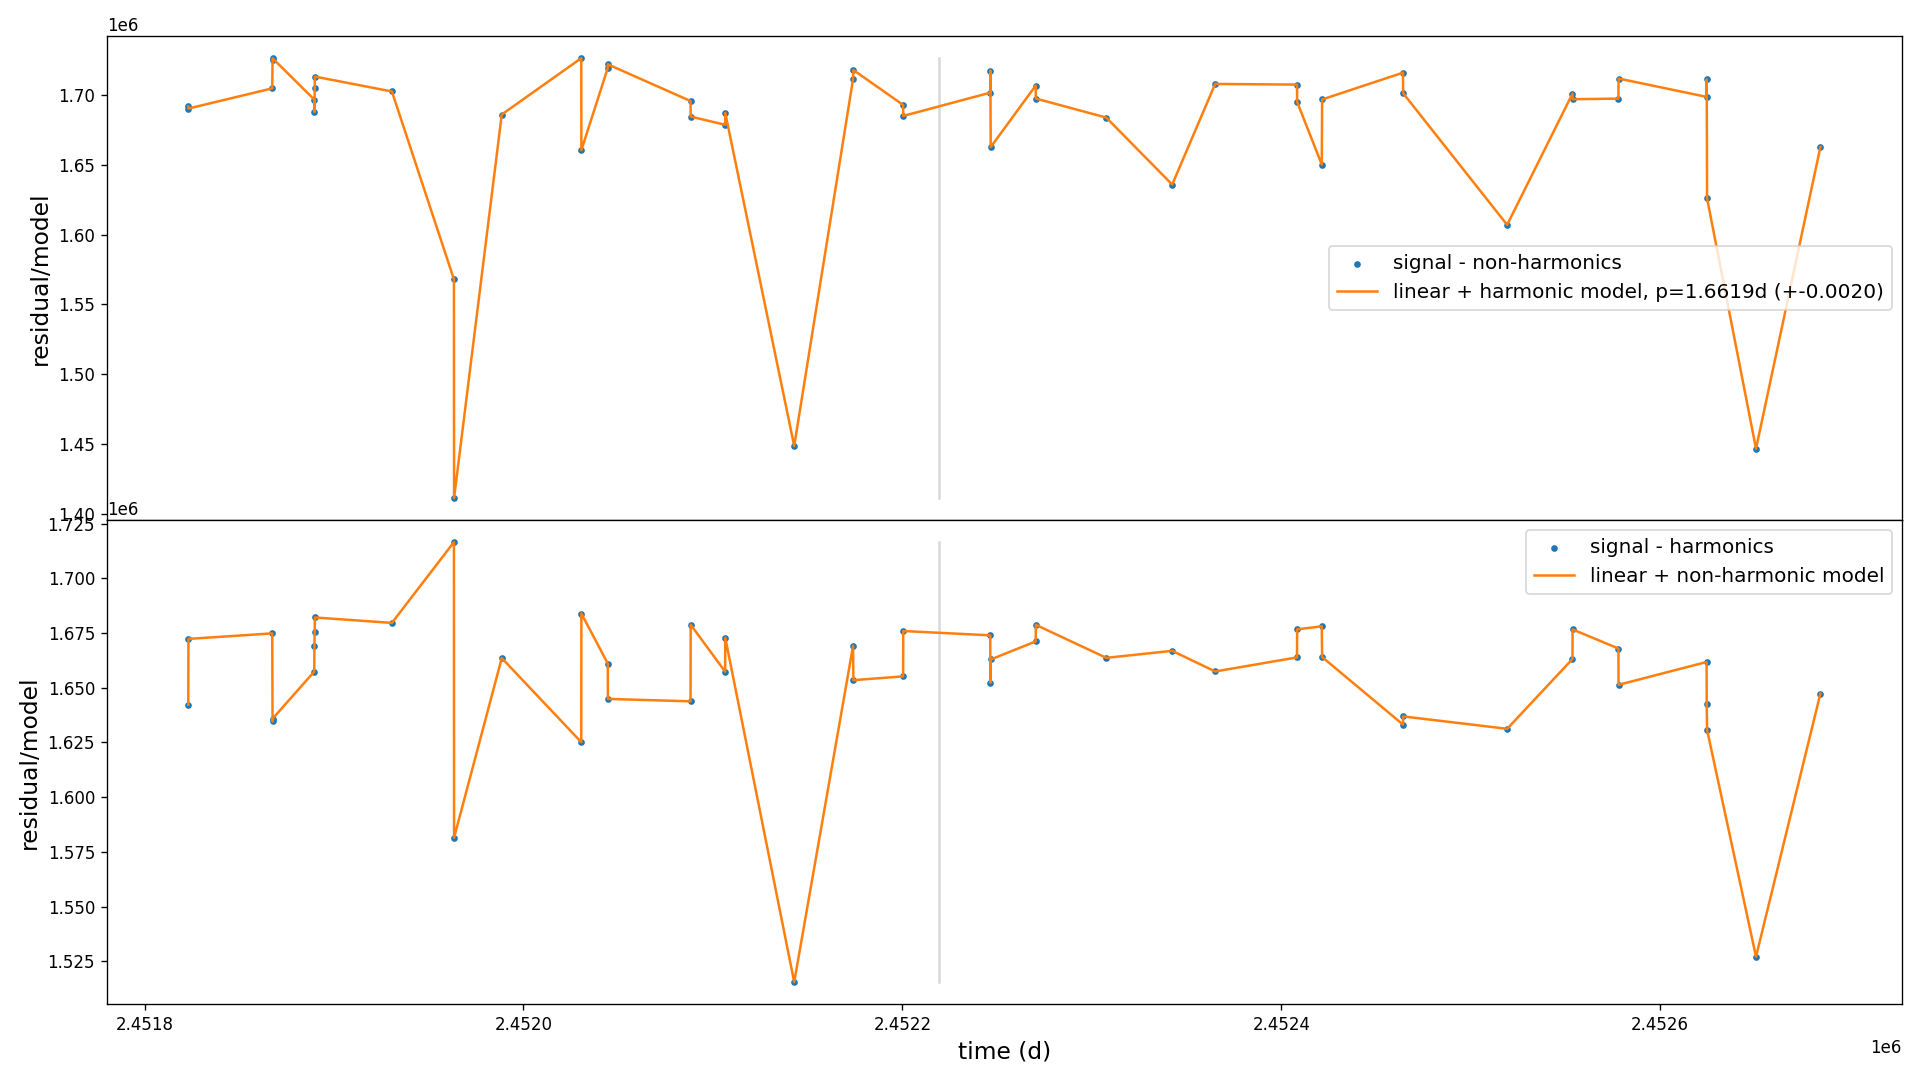 1e6
1.70
1.65
1.60
1.55
1.50
1.45
1.40
residual/model
signal - non-harmonics
linear + harmonic model, p=1.6619d (+-0.0020)
1e6
1.725
1.700
1.675
1.650
1.625
1.600
1.575
1.550
1.525
residual/model
signal - harmonics
linear + non-harmonic model
2.4518 2.4520 2.4522 2.4524 2.4526
1e6
time (d)